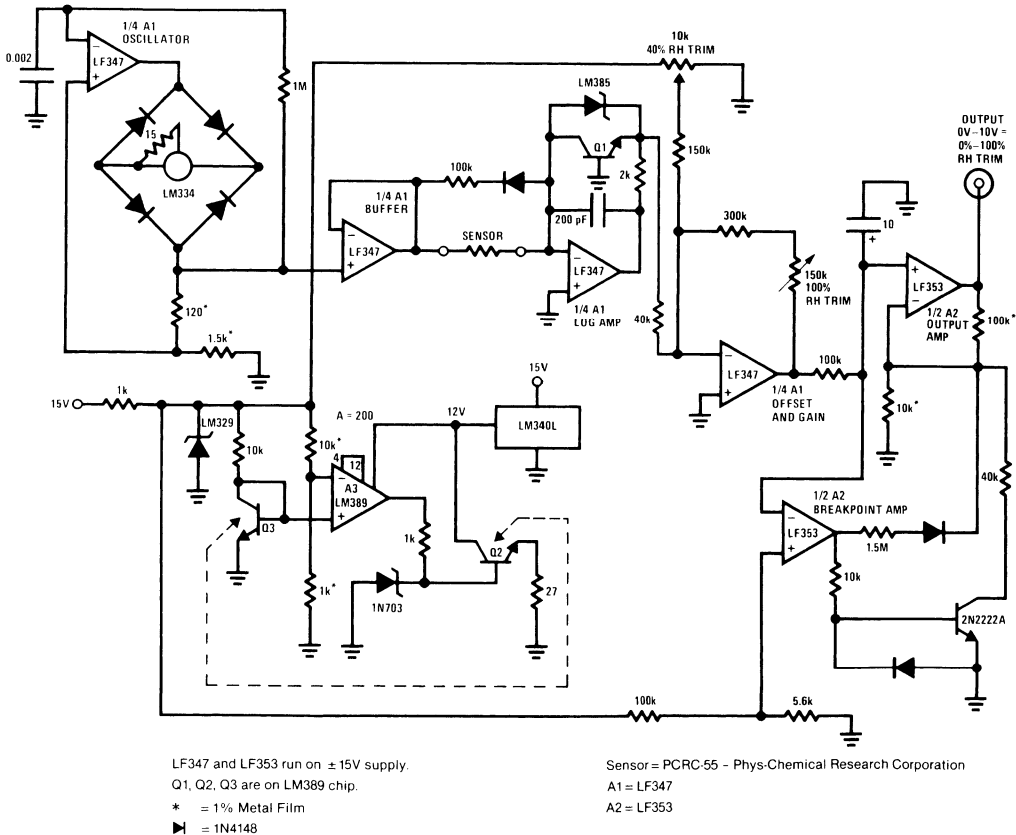 1/4 A1
OSCILLATOR
0.002
−
LF347
+
1M
15
LM334
120*
1.5k*
10k
40% RH TRIM
LM385
Q1
150k
2k
100k
1/4 A1
BUFFER
−
LF347
+
SENSOR
200 pF
−
LF347
+
1/4 A1
LOG AMP
40k
300k
150k
100%
RH TRIM
−
LF347
+
1/4 A1
OFFSET
AND GAIN
100k
OUTPUT
0V–10V =
0%–100%
RH TRIM
10
+
+
LF353
−
1/2 A2
OUTPUT
AMP
100k*
10k*
40k
15V
1k
LM329
10k
Q3
10k*
A = 200
4
12
−
A3
LM389
+
12V
15V
LM340L
1k
Q2
1N703
1k*
27
1/2 A2
BREAKPOINT AMP
−
LF353
+
1.5M
10k
2N2222A
100k
5.6k
LF347 and LF353 run on ±15V supply.
Q1, Q2, Q3 are on LM389 chip.
* = 1% Metal Film
= 1N4148
Sensor = PCRC-55 – Phys-Chemical Research Corporation
A1 = LF347
A2 = LF353